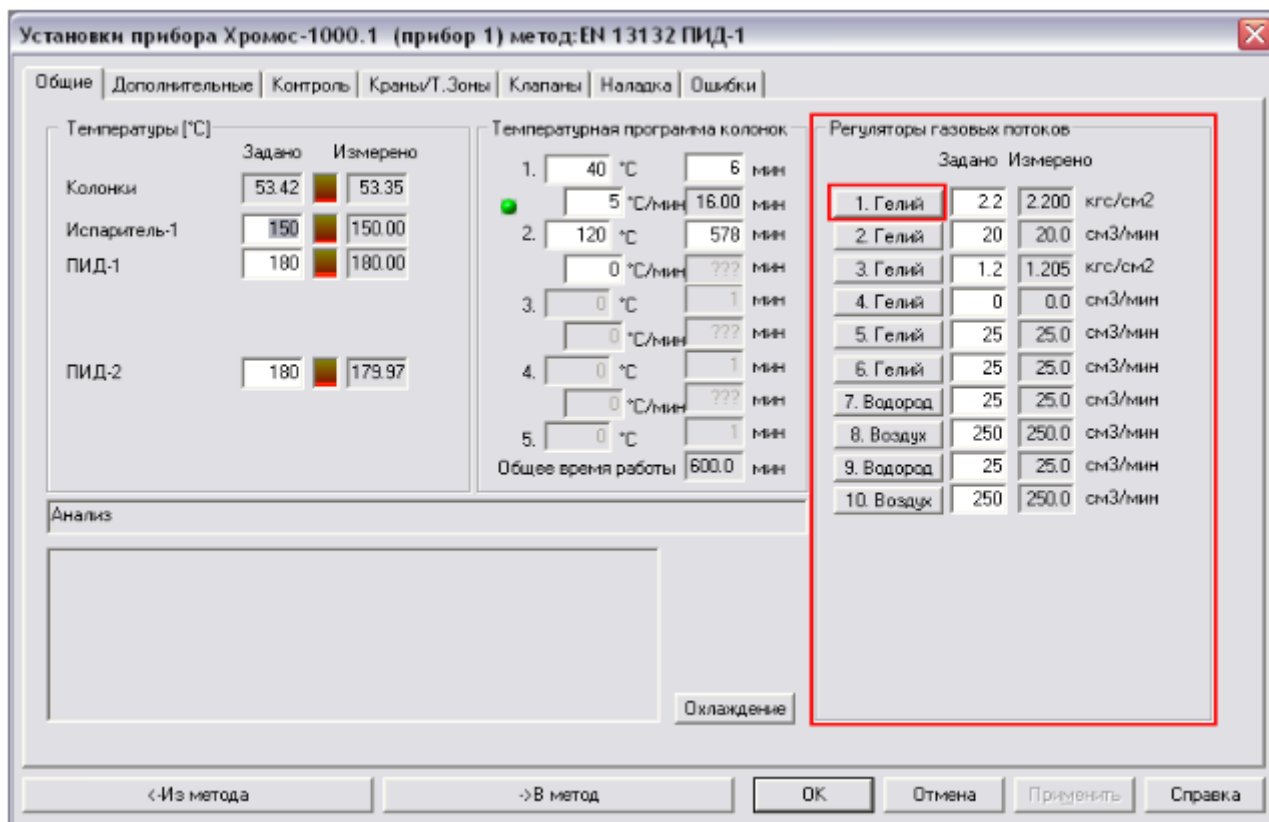 Установки прибора Хромос-1000.1 (прибор 1) метод:EN 13132 ПИД-1
Общие Дополнительные Контроль Краны/Т.Зоны Клапаны Наладка Ошибки
Температуры [°C]
Задано Измерено
Колонки 53.42 53.35
Испаритель-1 150 150.00
ПИД-1 180 180.00
ПИД-2 180 179.97
Температурная программа колонок
1. 40 °C 6 мин
5 °C/мин 16.00 мин
2. 120 °C 578 мин
0 °C/мин ??? мин
3. 0 °C 1 мин
0 °C/мин ??? мин
4. 0 °C 1 мин
0 °C/мин ??? мин
5. 0 °C 1 мин
Общее время работы 600.0 мин
Регуляторы газовых потоков
Задано Измерено
1. Гелий 2.2 2.200 кгс/см2
2. Гелий 20 20.0 см3/мин
3. Гелий 1.2 1.205 кгс/см2
4. Гелий 0 0.0 см3/мин
5. Гелий 25 25.0 см3/мин
6. Гелий 25 25.0 см3/мин
7. Водород 25 25.0 см3/мин
8. Воздух 250 250.0 см3/мин
9. Водород 25 25.0 см3/мин
10. Воздух 250 250.0 см3/мин
Анализ
Охлаждение
<-Из метода ->В метод OK Отмена Применить Справка